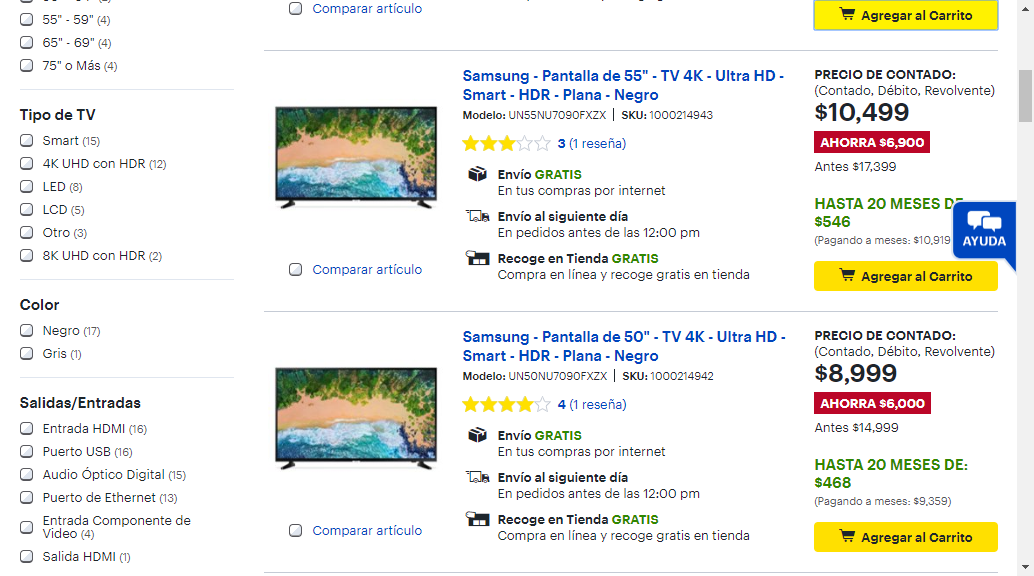 Comparar artículo
Agregar al Carrito
55" - 59" (4)
65" - 69" (4)
75" o Más (4)
Tipo de TV
Smart (15)
4K UHD con HDR (12)
LED (8)
LCD (5)
Otro (3)
8K UHD con HDR (2)
Color
Negro (17)
Gris (1)
Salidas/Entradas
Entrada HDMI (16)
Puerto USB (16)
Audio Óptico Digital (15)
Puerto de Ethernet (13)
Entrada Componente de
Video (4)
Salida HDMI (1)
Samsung - Pantalla de 55" - TV 4K - Ultra HD -
Smart - HDR - Plana - Negro
Modelo: UN55NU7090FXZX | SKU: 1000214943
3 (1 reseña)
Envío GRATIS
En tus compras por internet
Envío al siguiente día
En pedidos antes de las 12:00 pm
Recoge en Tienda GRATIS
Compra en línea y recoge gratis en tienda
Comparar artículo
PRECIO DE CONTADO:
(Contado, Débito, Revolvente)
$10,499
AHORRA $6,900
Antes $17,399
HASTA 20 MESES DE
$546
(Pagando a meses: $10,919
AYUDA
Agregar al Carrito
Samsung - Pantalla de 50" - TV 4K - Ultra HD -
Smart - HDR - Plana - Negro
Modelo: UN50NU7090FXZX | SKU: 1000214942
4 (1 reseña)
Envío GRATIS
En tus compras por internet
Envío al siguiente día
En pedidos antes de las 12:00 pm
Recoge en Tienda GRATIS
Compra en línea y recoge gratis en tienda
Comparar artículo
PRECIO DE CONTADO:
(Contado, Débito, Revolvente)
$8,999
AHORRA $6,000
Antes $14,999
HASTA 20 MESES DE:
$468
(Pagando a meses: $9,359)
Agregar al Carrito